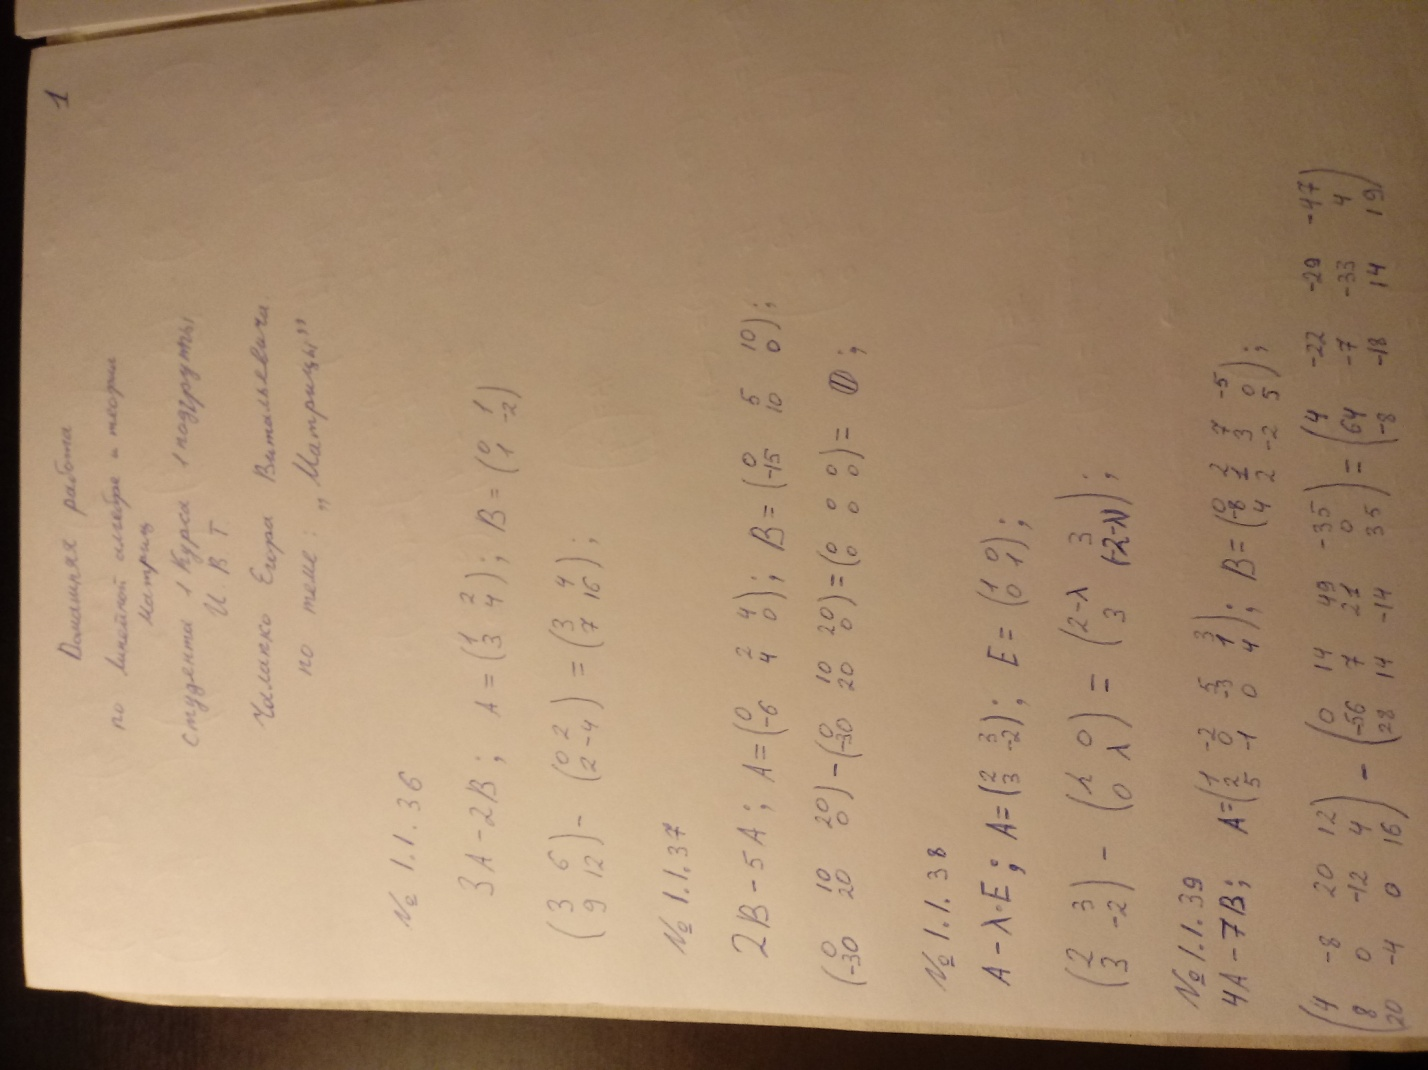 1
Домашняя работа
по линейной алгебре и теории
матриц
студента 1 курса 1 подгруппы
И В Т
Егора Витальевича
по теме: „Матрицы”
№ 1.1.36
3A-2B; A=(1 2; B=(0 1
3 4); 1 -2)
(3 6 - (0 2 = (3 4
9 12) 2 -4) 7 16);
№ 1.1.37
2B-5A; A=(0 2 4; B=(0 5 10
-6 4 0); -15 10 0);
(0 10 20 - (0 10 20 = (0 0 0 = 0;
-30 20 0) -30 20 0) 0 0 0)
№ 1.1.38
A-λ·E; A=(2 3; E=(1 0
3 -2); 0 1);
(2 3 - (λ 0 = (2-λ 3
3 -2) 0 λ) 3 (-2-λ));
№ 1.1.39
4A-7B; A=(1 -2 5 3; B=(0 2 7 -5
2 0 -3 1 -8 1 3 0
5 -1 0 4); 4 2 -2 5);
(4 -8 20 12 - (0 14 49 -35 = (4 -22 -29 -47
8 0 -12 4 -56 7 21 0 64 -7 -33 4
20 -4 0 16) 28 14 -14 35) -8 -18 14 19)